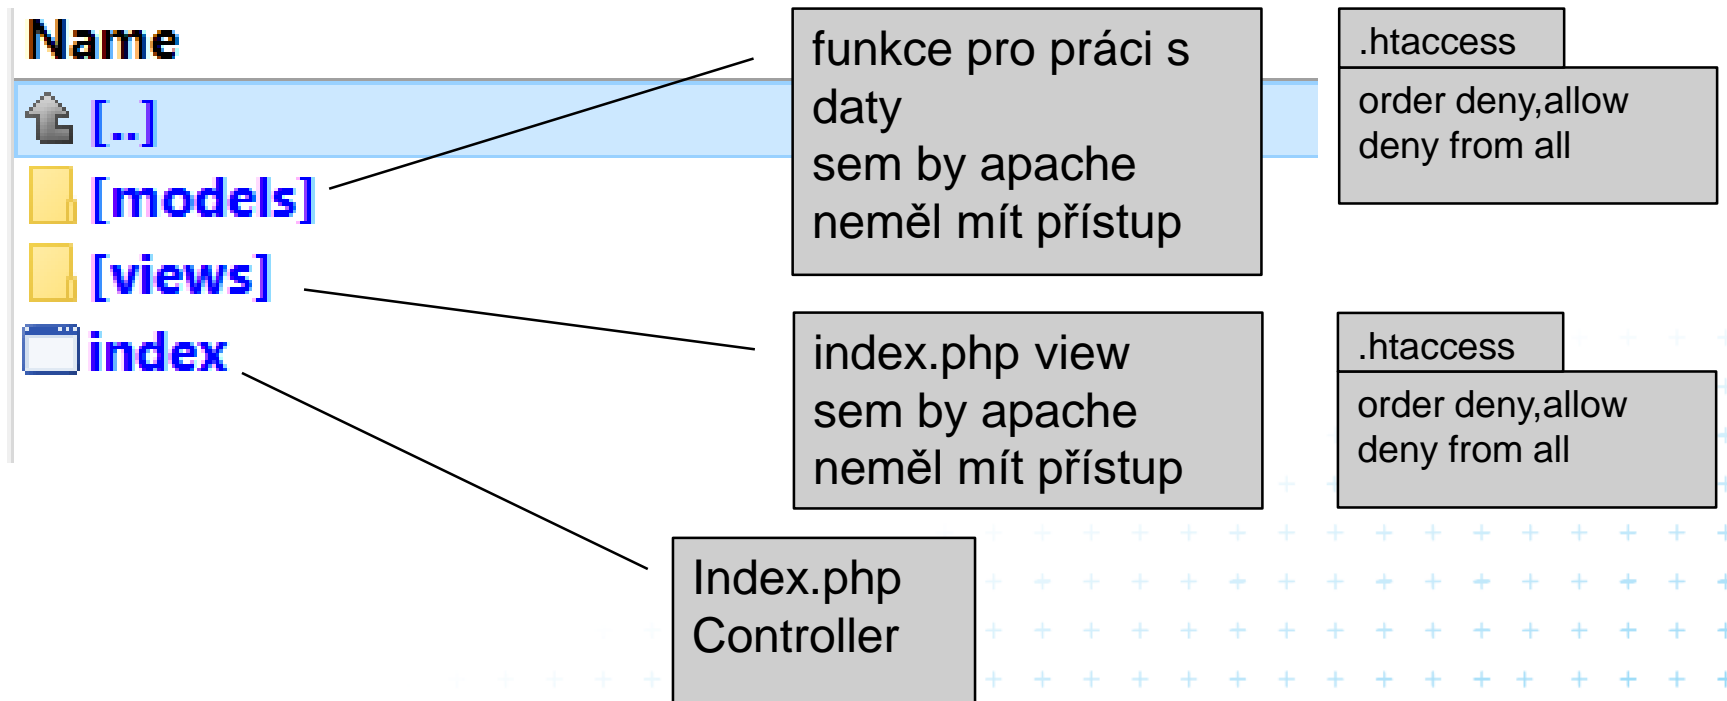 Name
[..]
[models]
[views]
index
funkce pro práci s
daty
sem by apache
neměl mít přístup
.htaccess
order deny,allow
deny from all
index.php view
sem by apache
neměl mít přístup
.htaccess
order deny,allow
deny from all
Index.php
Controller